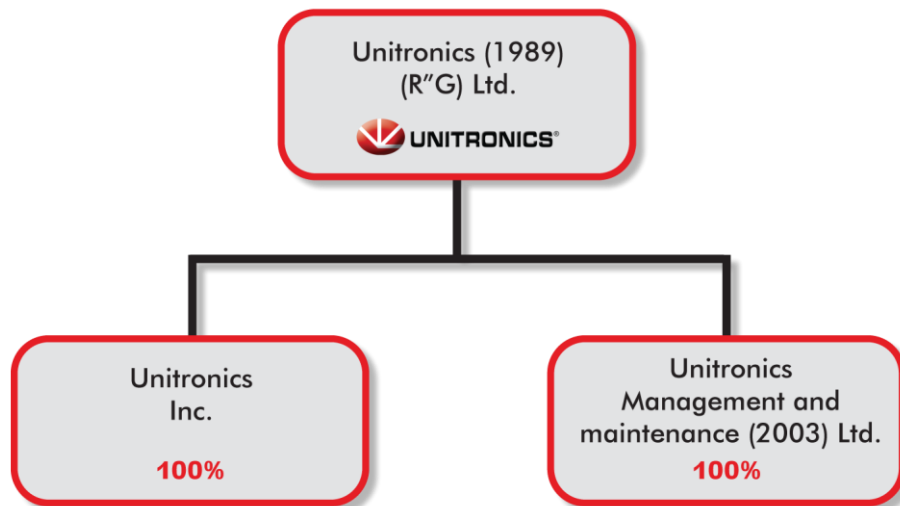 Unitronics (1989)
(R"G) Ltd.
UNITRONICS®
Unitronics
Inc.
100%
Unitronics
Management and
maintenance (2003) Ltd.
100%